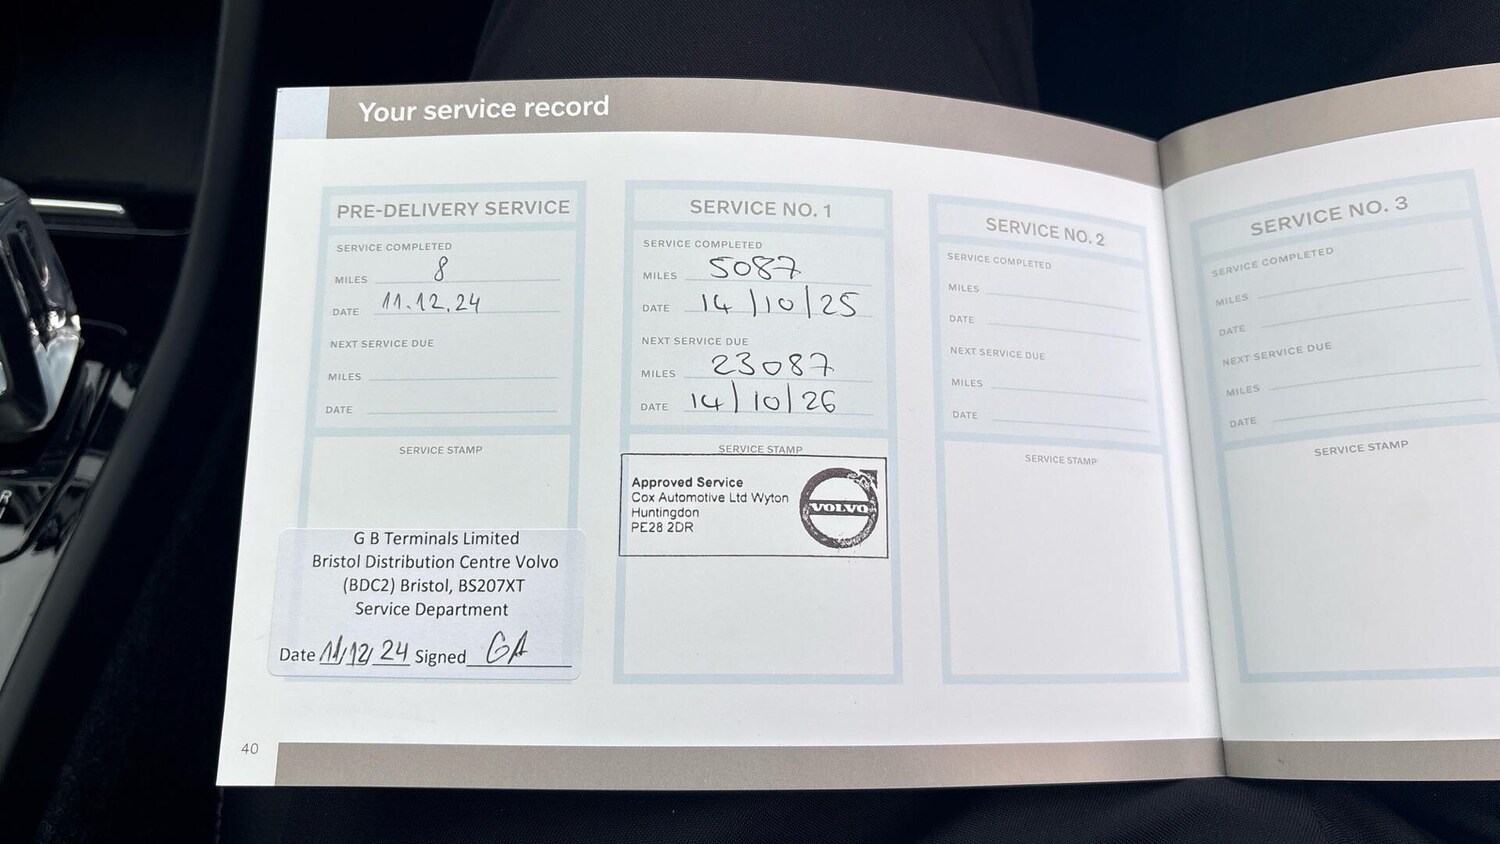 Your service record
PRE-DELIVERY SERVICE
SERVICE COMPLETED
MILES 8
DATE 11.12.24
NEXT SERVICE DUE
MILES
DATE
SERVICE STAMP
G B Terminals Limited
Bristol Distribution Centre Volvo
(BDC2) Bristol, BS207XT
Service Department
Date 11/12/24 Signed GA
SERVICE NO. 1
SERVICE COMPLETED
MILES 5087
DATE 14/10/25
NEXT SERVICE DUE
MILES 23087
DATE 14/10/26
SERVICE STAMP
Approved Service
Cox Automotive Ltd Wyton
Huntingdon
PE28 2DR
VOLVO
SERVICE NO. 2
SERVICE COMPLETED
MILES
DATE
NEXT SERVICE DUE
MILES
DATE
SERVICE STAMP
SERVICE NO. 3
SERVICE COMPLETED
MILES
DATE
NEXT SERVICE DUE
MILES
DATE
SERVICE STAMP
40
R